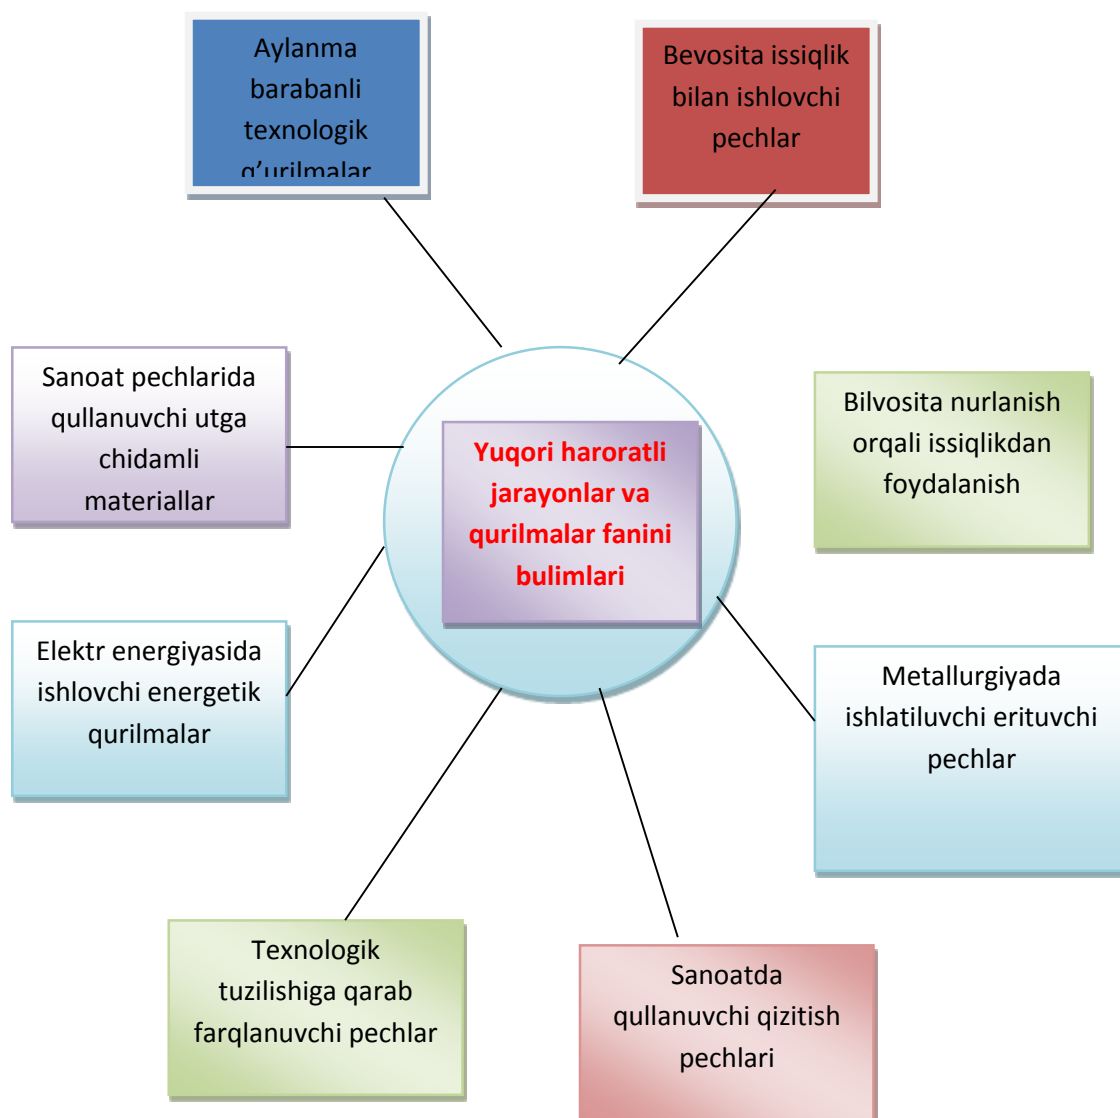 Aylanma
barabanli
texnologik
q’urilmalar
Bevosita issiqlik
bilan ishlovchi
pechlar
Sanoat pechlarida
qullanuvchi utga
chidamli
materiallar
Yuqori haroratli
jarayonlar va
qurilmalar fanini
bulimlari
Bilvosita nurlanish
orqali issiqlikdan
foydalanish
Elektr energiyasida
ishlovchi energetik
qurilmalar
Metallurgiyada
ishlatiluvchi erituvchi
pechlar
Texnologik
tuzilishiga qarab
farqlanuvchi pechlar
Sanoatda
qullanuvchi qizitish
pechlari